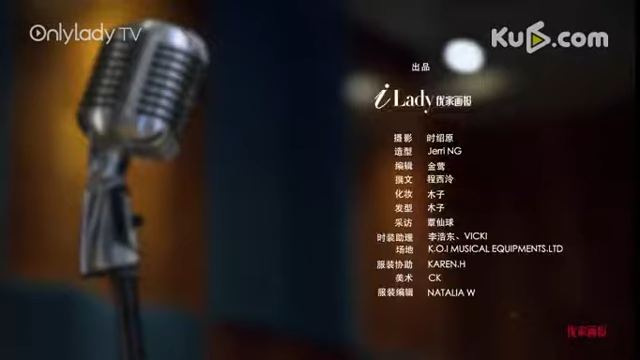 OnlyLady TV
Ku6.com
出品
iLady 优家画报
摄影 时绍原
造型 Jerri NG
编辑 金莺
撰文 程西泠
化妆 木子
发型 木子
采访 覃仙球
时装助理 李浩东、VICKI
场地 K.O.I MUSICAL EQUIPMENTS.LTD
服装协助 KAREN.H
美术 CK
服装编辑 NATALIA W
优家画报